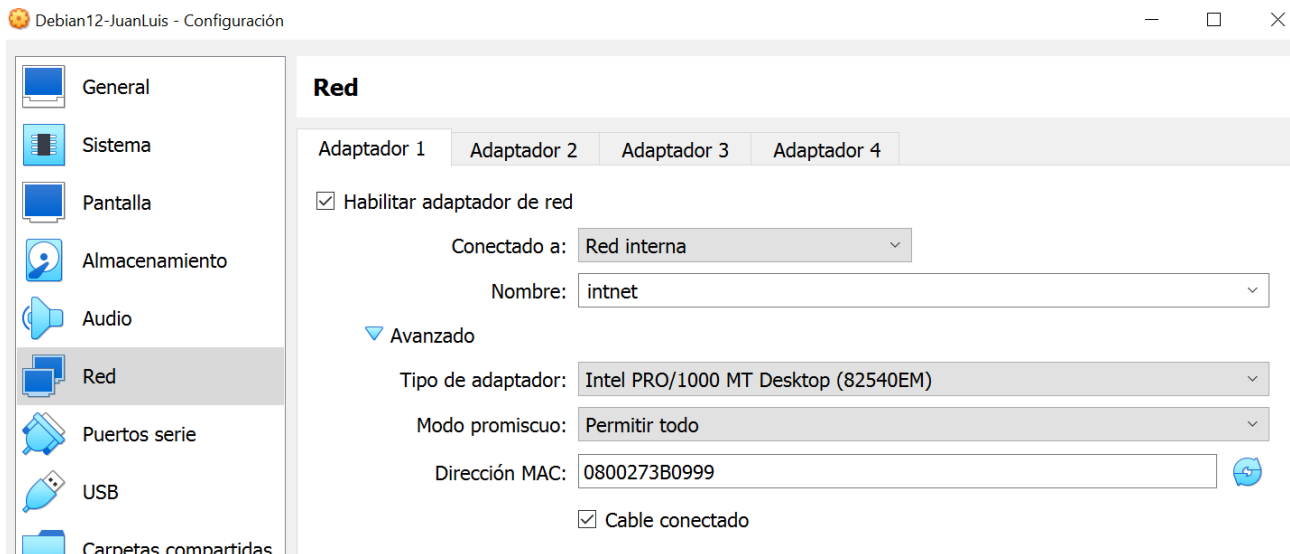 Debian12-JuanLuis - Configuración
General
Sistema
Pantalla
Almacenamiento
Audio
Red
Puertos serie
USB
Carpetas compartidas
Red
Adaptador 1 Adaptador 2 Adaptador 3 Adaptador 4
Habilitar adaptador de red
Conectado a: Red interna
Nombre: intnet
Avanzado
Tipo de adaptador: Intel PRO/1000 MT Desktop (82540EM)
Modo promiscuo: Permitir todo
Dirección MAC: 0800273B0999
Cable conectado